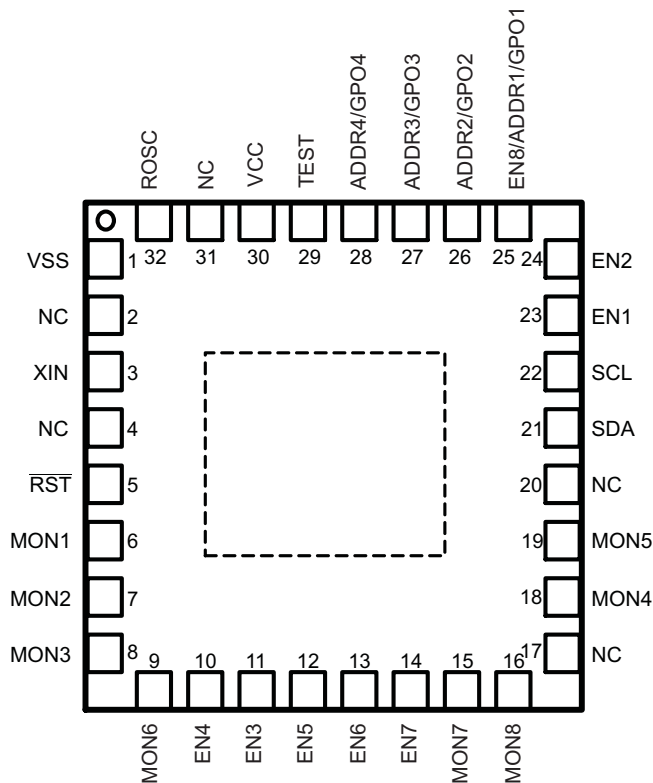 ROSC
NC
VCC
TEST
ADDR4/GPO4
ADDR3/GPO3
ADDR2/GPO2
EN8/ADDR1/GPO1
32 31 30 29 28 27 26 25
VSS 1 24 EN2
NC 2 23 EN1
XIN 3 22 SCL
NC 4 21 SDA
RST 5 20 NC
MON1 6 19 MON5
MON2 7 18 MON4
MON3 8 17 NC
9 10 11 12 13 14 15 16
MON6
EN4
EN3
EN5
EN6
EN7
MON7
MON8